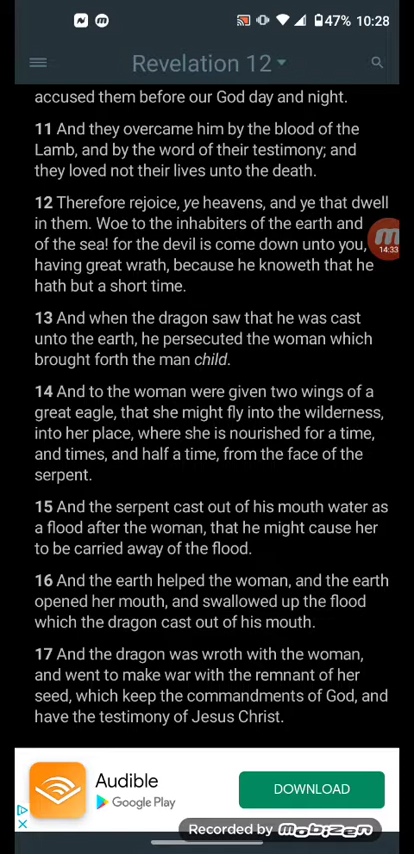 47% 10:28
Revelation 12
accused them before our God day and night.
11 And they overcame him by the blood of the
Lamb, and by the word of their testimony; and
they loved not their lives unto the death.
12 Therefore rejoice, ye heavens, and ye that dwell
in them. Woe to the inhabiters of the earth and
of the sea! for the devil is come down unto you,
having great wrath, because he knoweth that he
hath but a short time.
14:33
13 And when the dragon saw that he was cast
unto the earth, he persecuted the woman which
brought forth the man child.
14 And to the woman were given two wings of a
great eagle, that she might fly into the wilderness,
into her place, where she is nourished for a time,
and times, and half a time, from the face of the
serpent.
15 And the serpent cast out of his mouth water as
a flood after the woman, that he might cause her
to be carried away of the flood.
16 And the earth helped the woman, and the earth
opened her mouth, and swallowed up the flood
which the dragon cast out of his mouth.
17 And the dragon was wroth with the woman,
and went to make war with the remnant of her
seed, which keep the commandments of God, and
have the testimony of Jesus Christ.
Audible
Google Play
DOWNLOAD
Recorded by mobizen